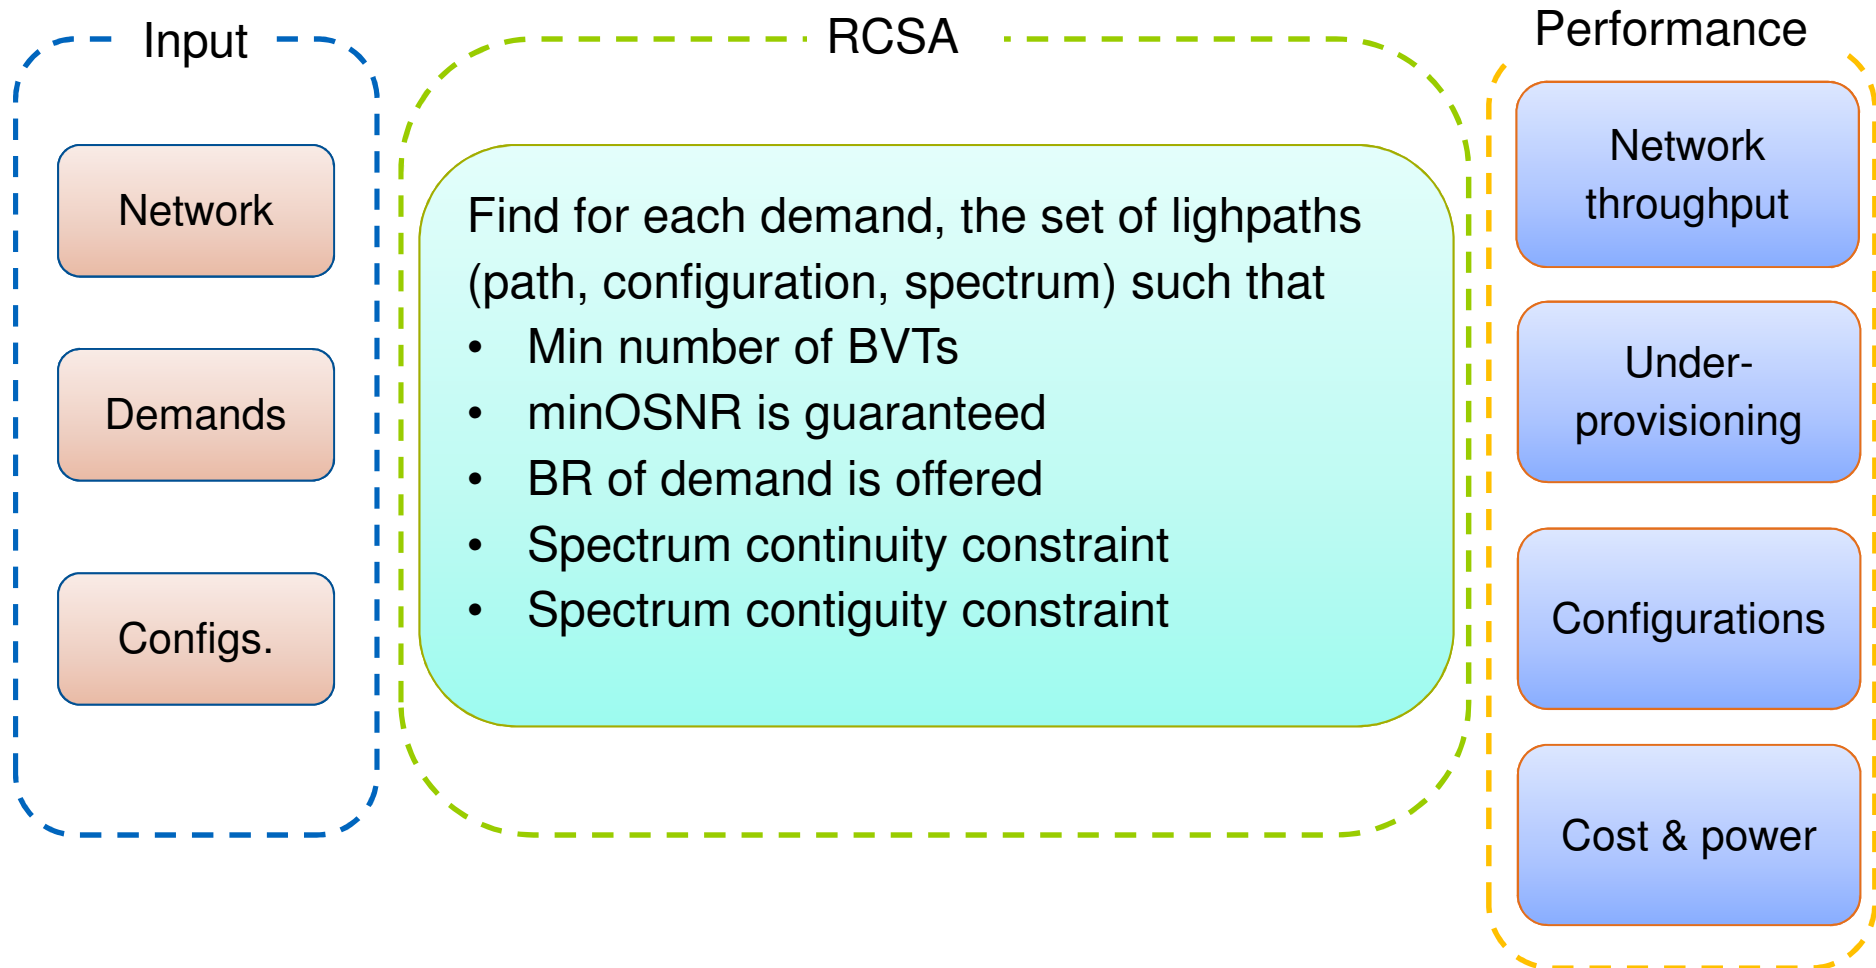 Input
Network
Demands
Configs.
RCSA
Find for each demand, the set of lighpaths
(path, configuration, spectrum) such that
• Min number of BVTs
• minOSNR is guaranteed
• BR of demand is offered
• Spectrum continuity constraint
• Spectrum contiguity constraint
Performance
Network
throughput
Under-
provisioning
Configurations
Cost & power